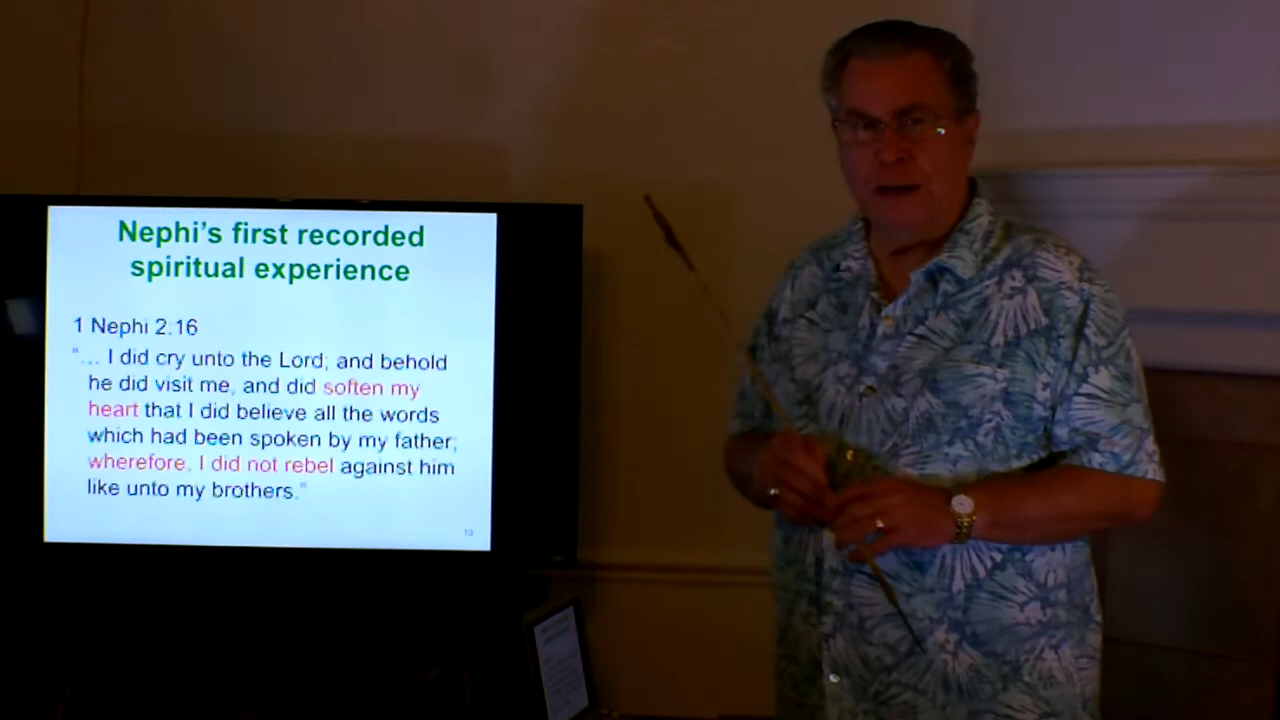 Nephi's first recorded
spiritual experience
1 Nephi 2:16
"… I did cry unto the Lord; and behold
he did visit me, and did soften my
heart that I did believe all the words
which had been spoken by my father;
wherefore, I did not rebel against him
like unto my brothers."
13